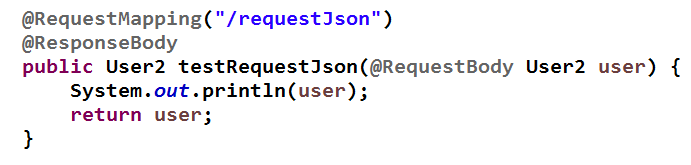 @RequestMapping("/requestJson")
@ResponseBody
public User2 testRequestJson(@RequestBody User2 user) {
    System.out.println(user);
    return user;
}